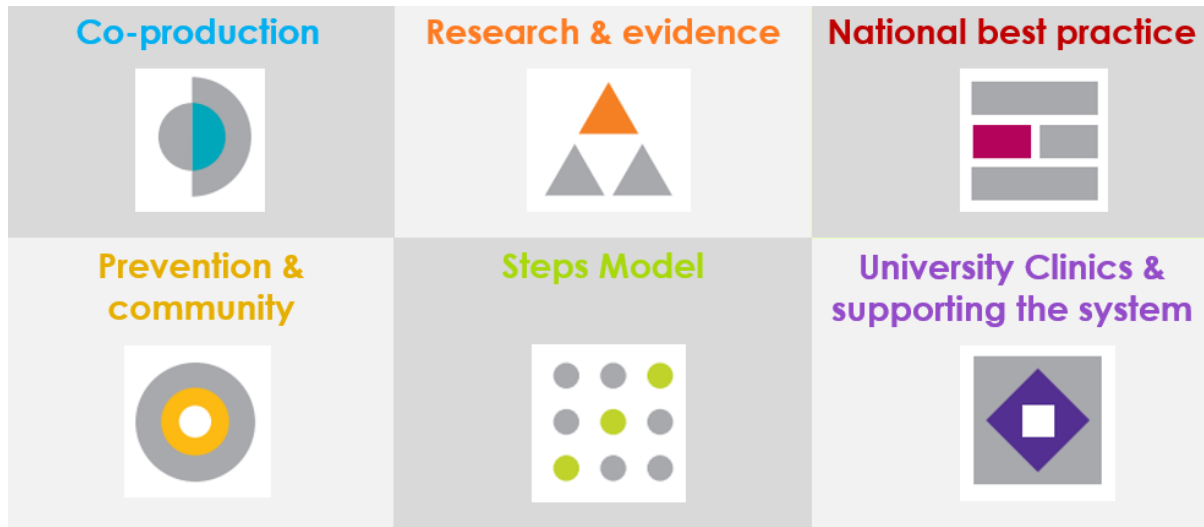 Co-production
Research & evidence
National best practice
Prevention &
community
Steps Model
University Clinics &
supporting the system